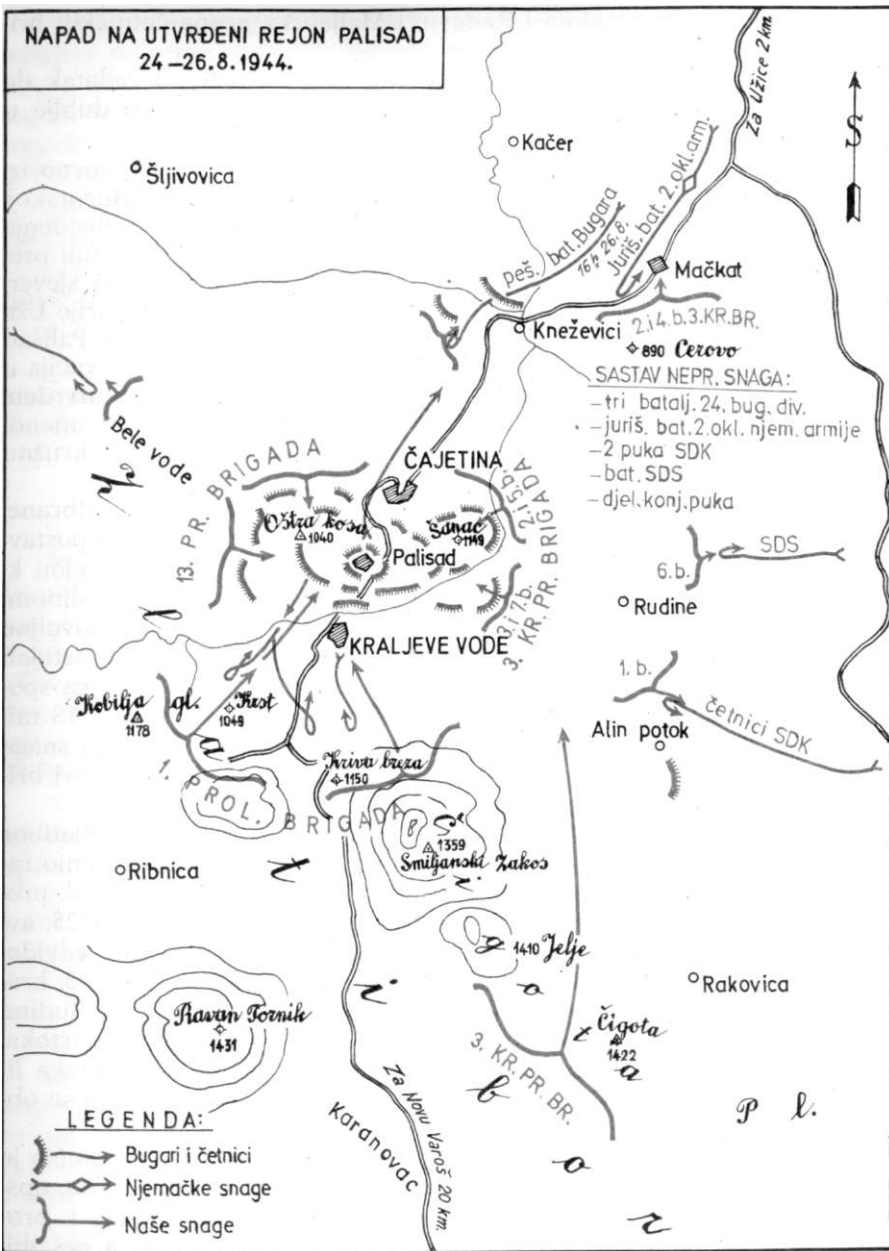 NAPAD NA UTVRĐENI REJON PALISAD
24–26.8.1944.
Za Užice 2 km
S
Kačer
Šljivovica
peš. bat. Bugara
16h 26.8.
Juriš. bat. 2. okl. arm.
Mačkat
Kneževići
2.i 4. b. 3. KR. BR.
890 Cerovo
SASTAV NEPR. SNAGA:
– tri batalj. 24. bug. div.
– juriš. bat. 2. okl. njem. armije
– 2 puka SDK
– bat. SDS
– djel. konj. puka
Bele vode
13. PR. BRIGADA
ČAJETINA
Oštra kosa
1040
Šanac
1149
Palisad
2.i 5.b.
3.i 7.b.
3. KR. PR. BRIGADA
SDS
6. b.
Rudine
KRALJEVE VODE
1. b.
četnici SDK
Alin potok
Kobilja gl.
1178
Krst
1049
Kriva breza
1150
1. PROL. BRIGADA
1359
Smiljanski Zakos
Ribnica
1410 Jelje
Rakovica
Ravan Tornik
1431
Čigota
1422
3. KR. PR. BR.
Zlatibor Pl.
Karanovac
Za Novu Varoš 20 km.
LEGENDA:
Bugari i četnici
Njemačke snage
Naše snage